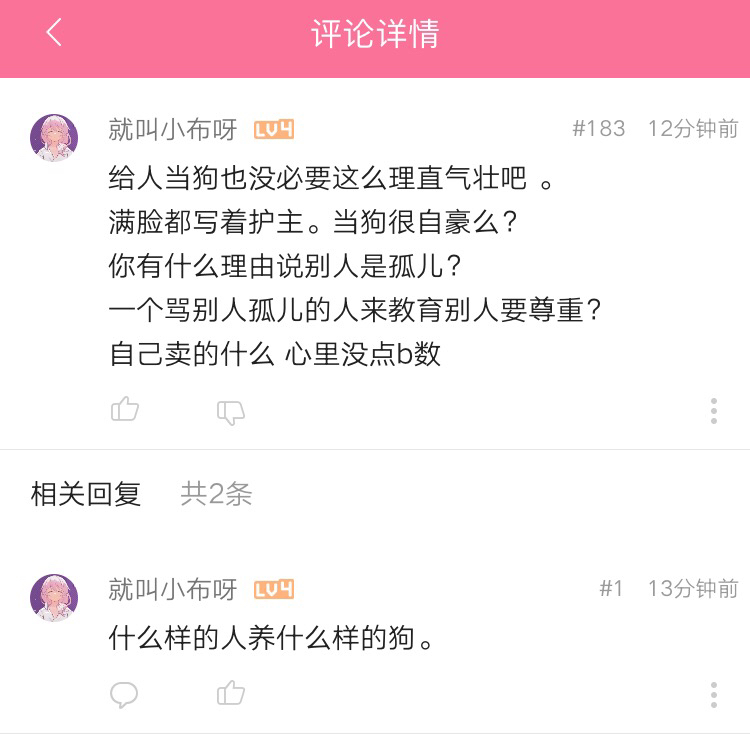 评论详情
就叫小布呀 LV4 #183 12分钟前
给人当狗也没必要这么理直气壮吧 。
满脸都写着护主。当狗很自豪么？
你有什么理由说别人是孤儿？
一个骂别人孤儿的人来教育别人要尊重？
自己卖的什么 心里没点b数
相关回复 共2条
就叫小布呀 LV4 #1 13分钟前
什么样的人养什么样的狗。